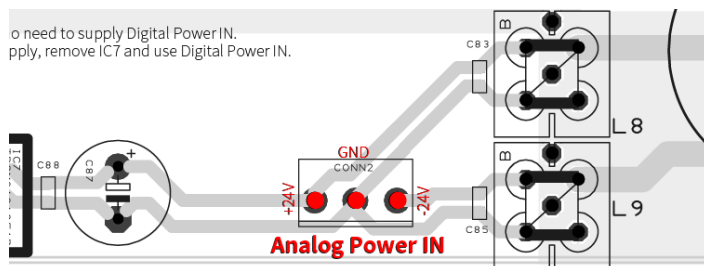 o need to supply Digital Power IN.
pply, remove IC7 and use Digital Power IN.
B
C83
L8
GND
CONN2
+24V
-24V
Analog Power IN
IC7
C88
C87
+
B
C85
L9